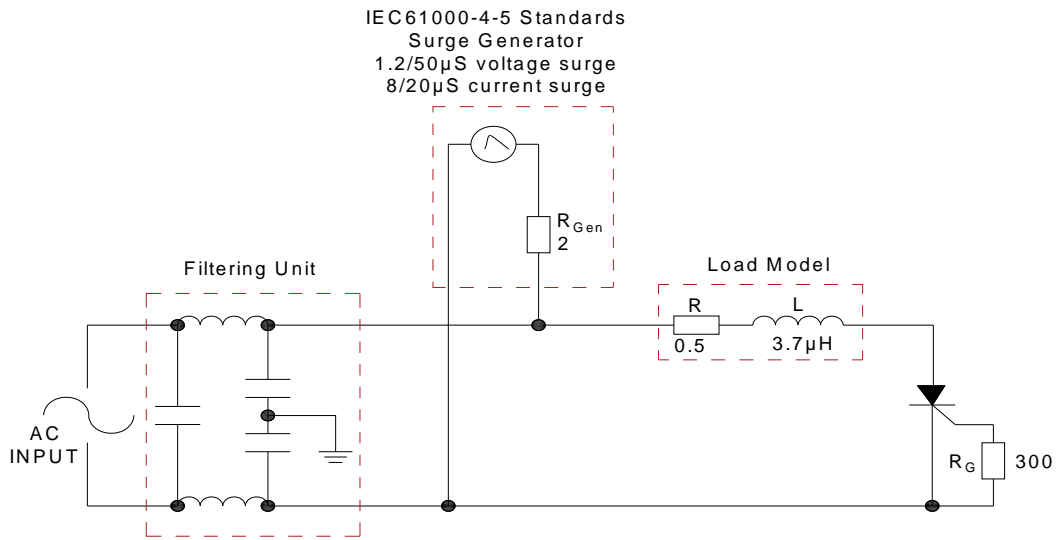 IEC61000-4-5 Standards
Surge Generator
1.2/50µS voltage surge
8/20µS current surge
R Gen
2
Filtering Unit
Load Model
R
L
0.5
3.7µH
AC
INPUT
R G
300